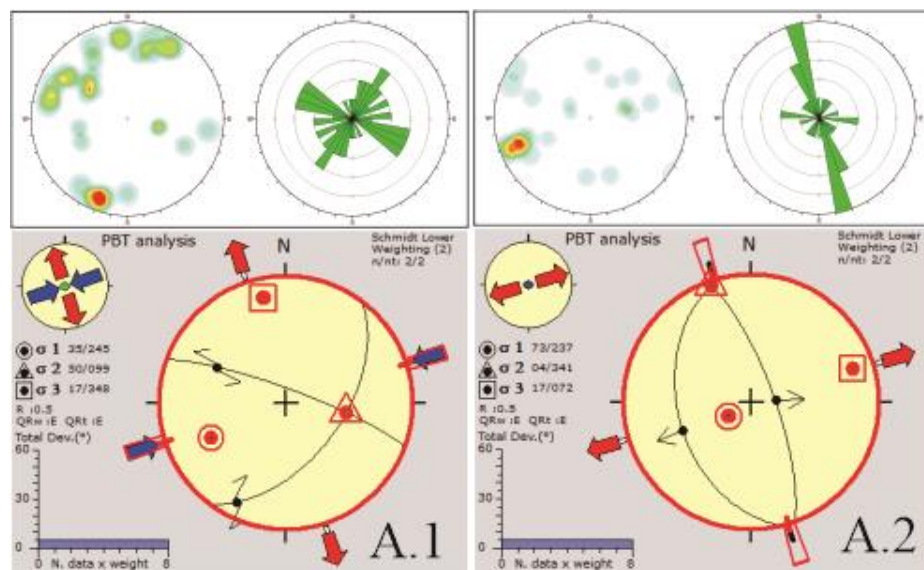 PBT analysis
N
Schmidt Lower
Weighting (2)
n/nt: 2/2
σ 1 35/245
σ 2 50/099
σ 3 17/348
R :0.5
QRw :E QRt :E
Total Dev.(°)
60
30
0
0
8
N. data x weight
A.1
PBT analysis
N
Schmidt Lower
Weighting (2)
n/nt: 2/2
σ 1 73/237
σ 2 04/341
σ 3 17/072
R :0.5
QRw :E QRt :E
Total Dev.(°)
60
30
0
0
8
N. data x weight
A.2